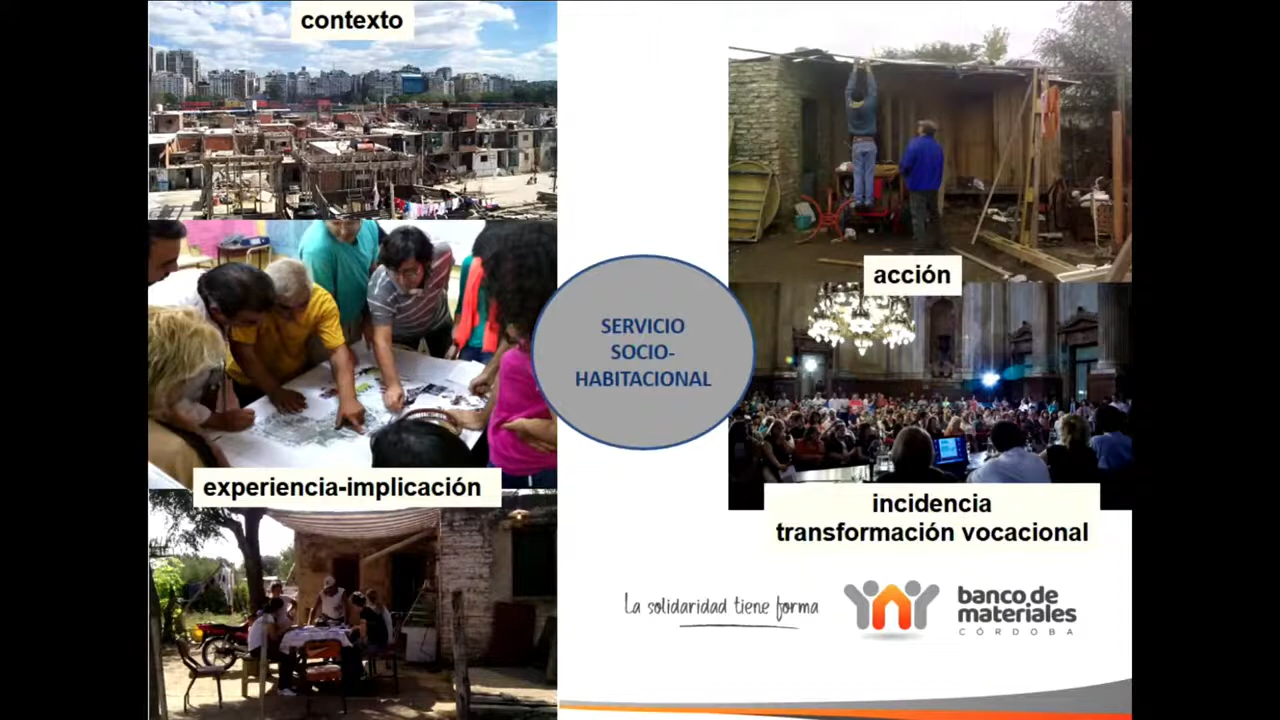 contexto
experiencia-implicación
SERVICIO
SOCIO-
HABITACIONAL
acción
incidencia
transformación vocacional
La solidaridad tiene forma
banco de
materiales
CÓRDOBA